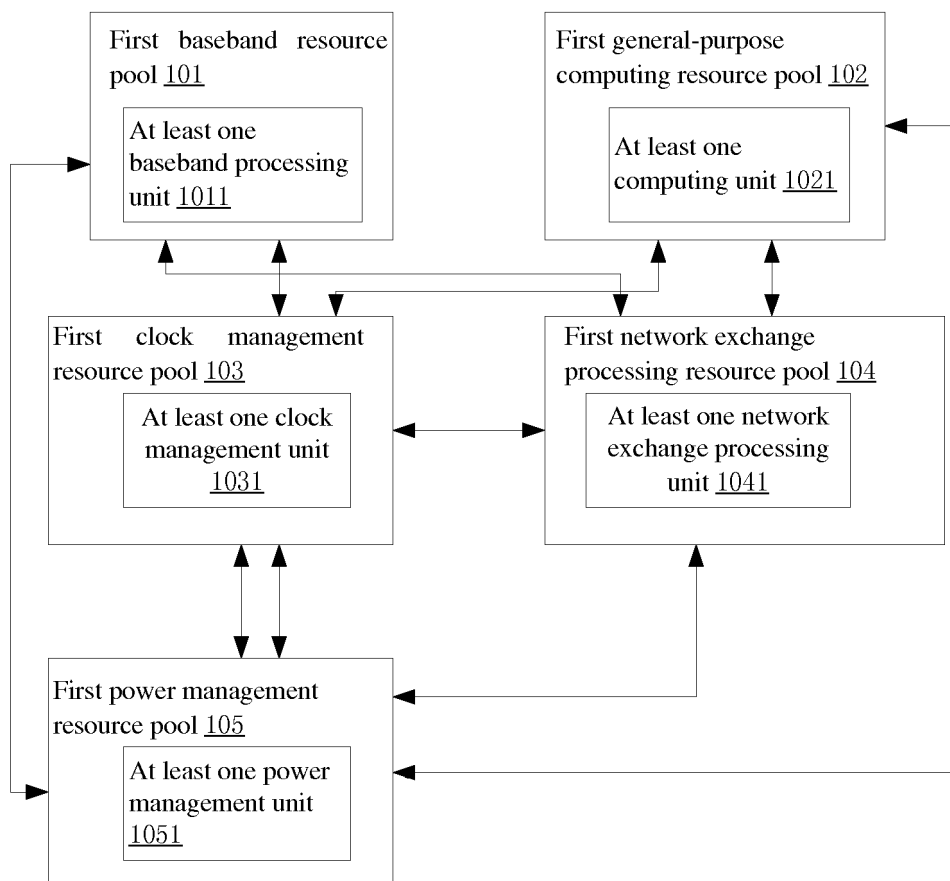 First baseband resource
pool 101
At least one
baseband processing
unit 1011
First general-purpose
computing resource pool 102
At least one
computing unit 1021
First clock management
resource pool 103
At least one clock
management unit
1031
First network exchange
processing resource pool 104
At least one network
exchange processing
unit 1041
First power management
resource pool 105
At least one power
management unit
1051